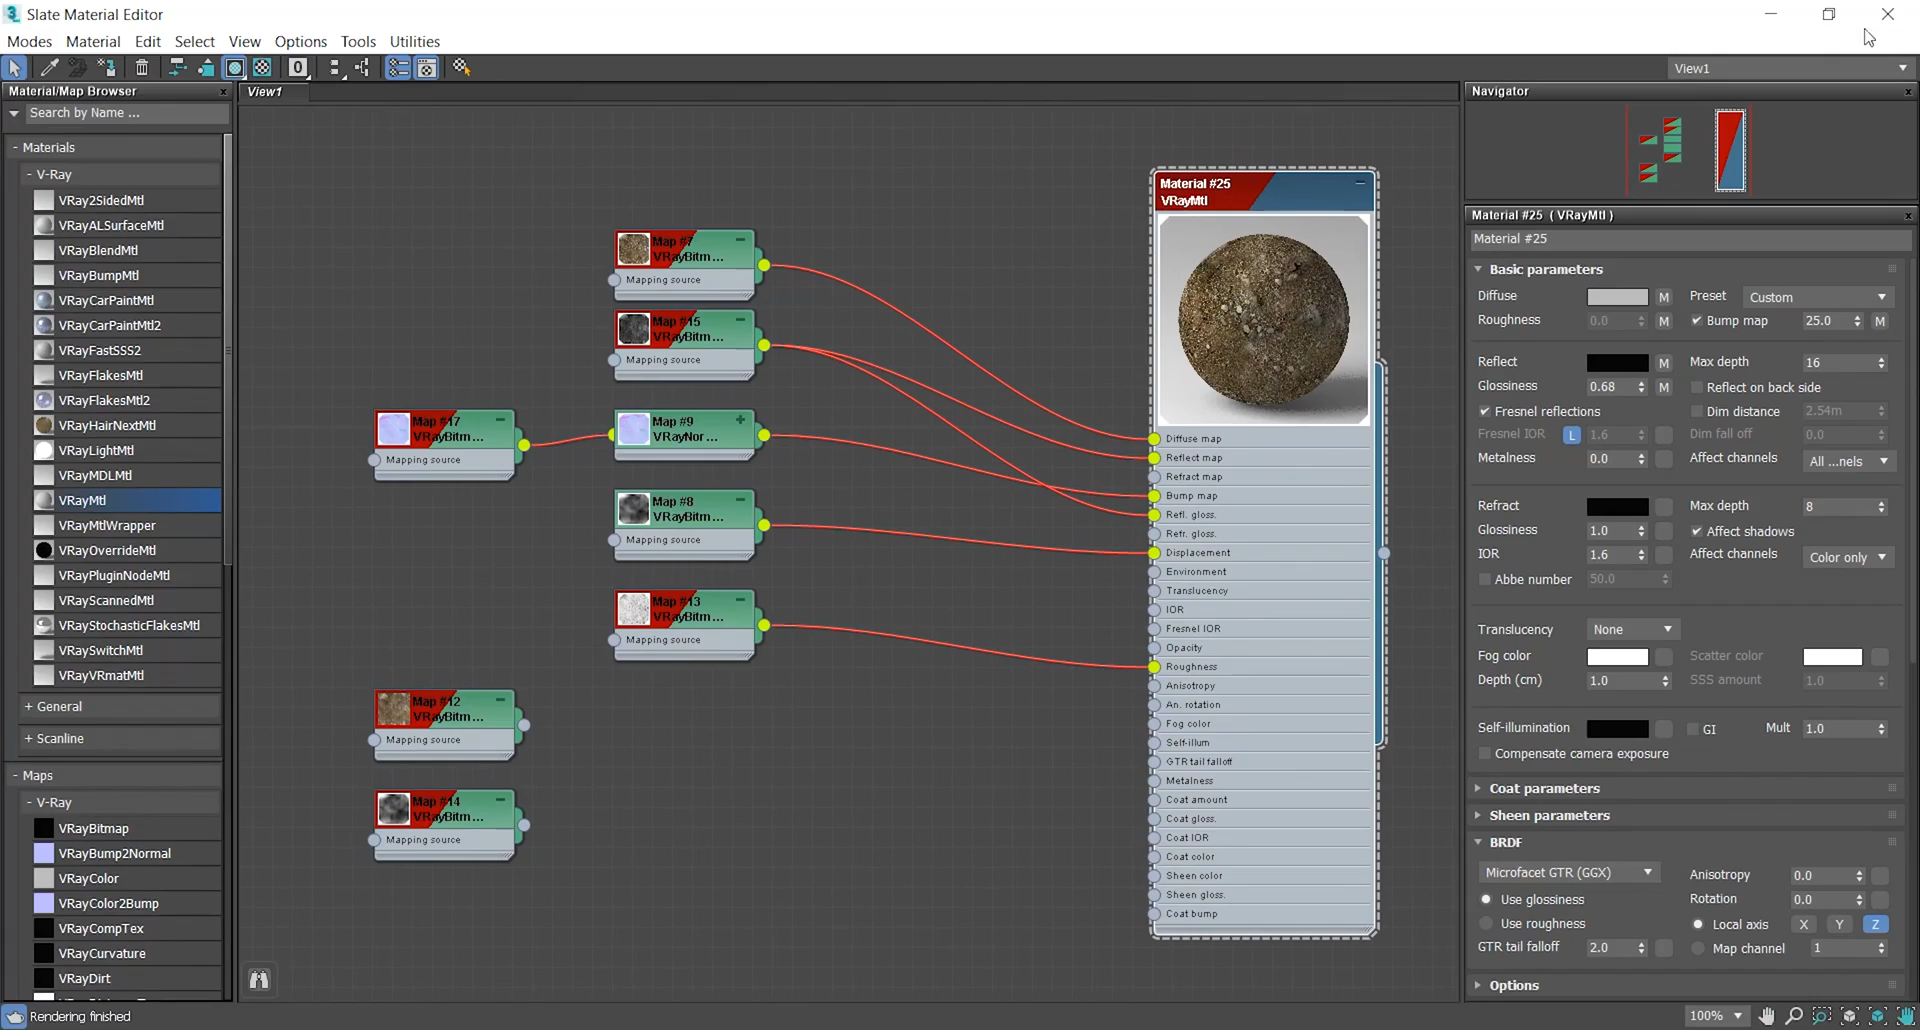 Slate Material Editor
Modes Material Edit Select View Options Tools Utilities
0
View1
Material/Map Browser
x
Search by Name ...
- Materials
- V-Ray
VRay2SidedMtl
VRayALSurfaceMtl
VRayBlendMtl
VRayBumpMtl
VRayCarPaintMtl
VRayCarPaintMtl2
VRayFastSSS2
VRayFlakesMtl
VRayFlakesMtl2
VRayHairNextMtl
VRayLightMtl
VRayMDLMtl
VRayMtl
VRayMtlWrapper
VRayOverrideMtl
VRayPluginNodeMtl
VRayScannedMtl
VRayStochasticFlakesMtl
VRaySwitchMtl
VRayVRmatMtl
+ General
+ Scanline
- Maps
- V-Ray
VRayBitmap
VRayBump2Normal
VRayColor
VRayColor2Bump
VRayCompTex
VRayCurvature
VRayDirt
Rendering finished
View1
Map #7
VRayBitm...
Mapping source
Map #15
VRayBitm...
Mapping source
Map #17
VRayBitm...
Mapping source
Map #9
VRayNor...
Map #8
VRayBitm...
Mapping source
Map #13
VRayBitm...
Mapping source
Map #12
VRayBitm...
Mapping source
Map #14
VRayBitm...
Mapping source
Material #25
VRayMtl
Diffuse map
Reflect map
Refract map
Bump map
Refl. gloss.
Refr. gloss.
Displacement
Environment
Translucency
IOR
Fresnel IOR
Opacity
Roughness
Anisotropy
An. rotation
Fog color
Self-illum
GTR tail falloff
Metalness
Coat amount
Coat gloss.
Coat IOR
Coat color
Sheen color
Sheen gloss.
Coat bump
Navigator
x
Material #25 ( VRayMtl )
x
Material #25
Basic parameters
Diffuse M Preset Custom
Roughness 0.0 M Bump map 25.0 M
Reflect M Max depth 16
Glossiness 0.68 M Reflect on back side
Fresnel reflections Dim distance 2.54m
Fresnel IOR L 1.6 Dim fall off 0.0
Metalness 0.0 Affect channels All ...nels
Refract Max depth 8
Glossiness 1.0 Affect shadows
IOR 1.6 Affect channels Color only
Abbe number 50.0
Translucency None
Fog color Scatter color
Depth (cm) 1.0 SSS amount 1.0
Self-illumination GI Mult 1.0
Compensate camera exposure
Coat parameters
Sheen parameters
BRDF
Microfacet GTR (GGX) Anisotropy 0.0
Use glossiness Rotation 0.0
Use roughness Local axis X Y Z
GTR tail falloff 2.0 Map channel 1
Options
100%